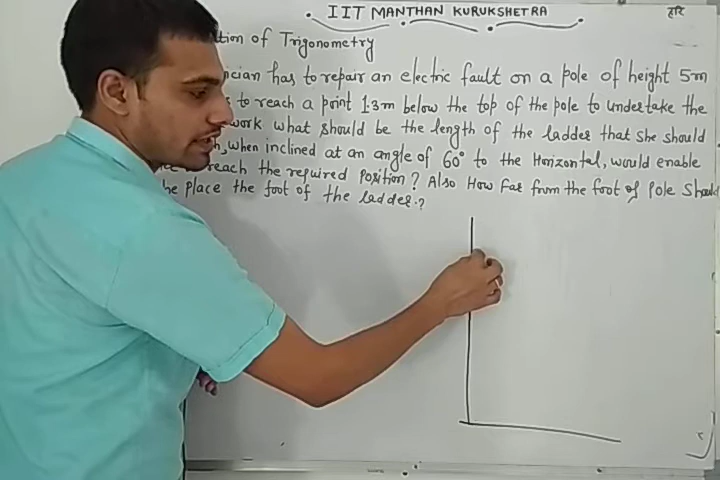 IIT MANTHAN KURUKSHETRA
हरि
tion of Trigonometry
cian has to repair an electric fault on a pole of height 5m
to reach a point 1.3m below the top of the pole to undertake the
work what should be the length of the ladder that she should
when inclined at an angle of 60° to the Horizontal, would enable
reach the required Position? Also How far from the foot of pole should
he place the foot of the ladder.?